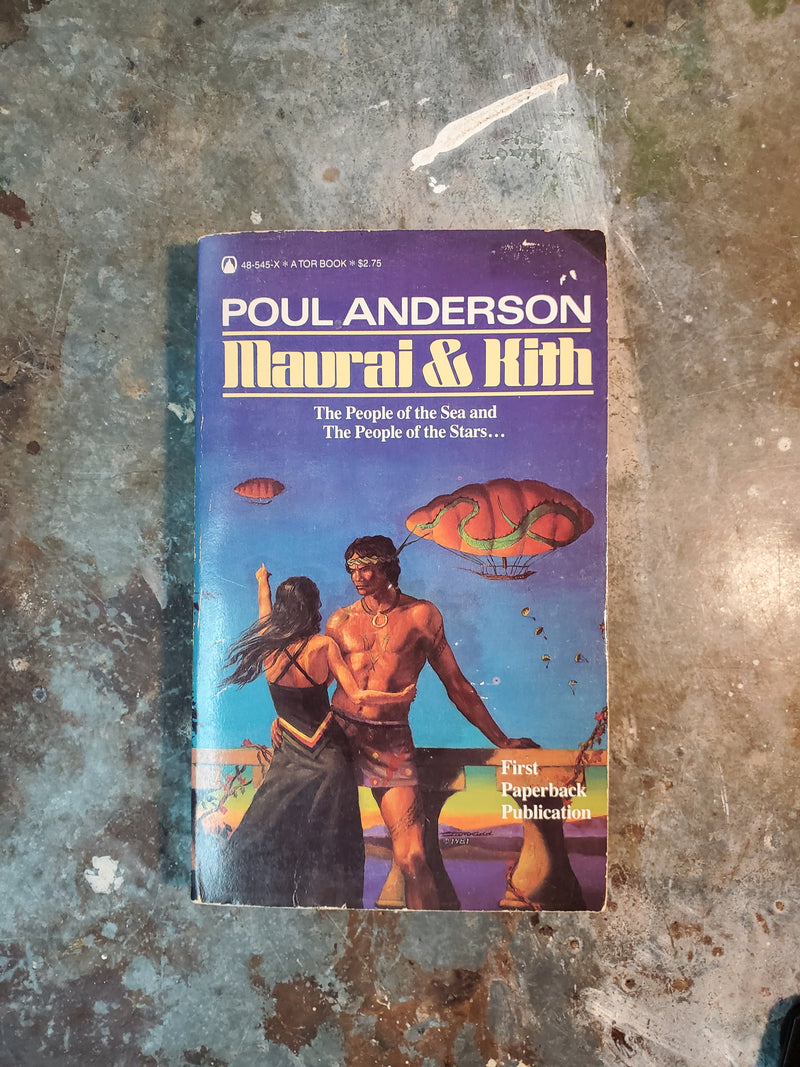 48-545-X * A TOR BOOK * $2.75
POUL ANDERSON
Maurai & Kith
The People of the Sea and
The People of the Stars...
First
Paperback
Publication
©1981